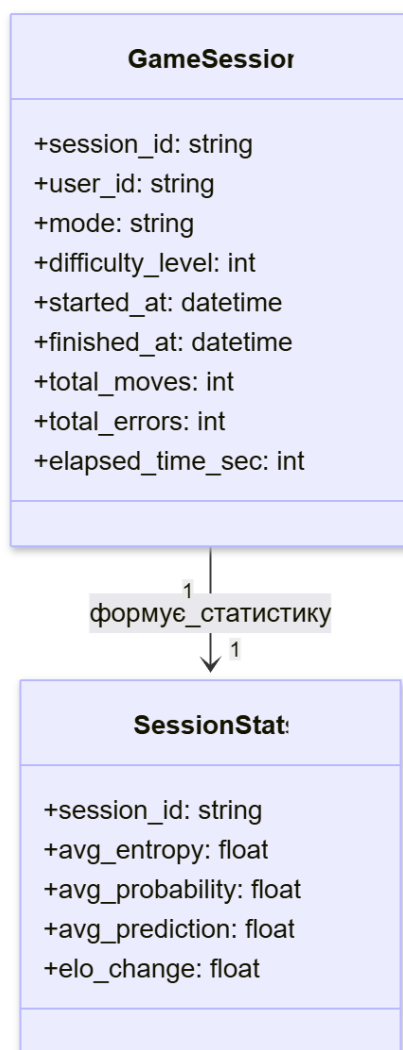 GameSession
+session_id: string
+user_id: string
+mode: string
+difficulty_level: int
+started_at: datetime
+finished_at: datetime
+total_moves: int
+total_errors: int
+elapsed_time_sec: int
1
формує_статистику
1
SessionStats
+session_id: string
+avg_entropy: float
+avg_probability: float
+avg_prediction: float
+elo_change: float